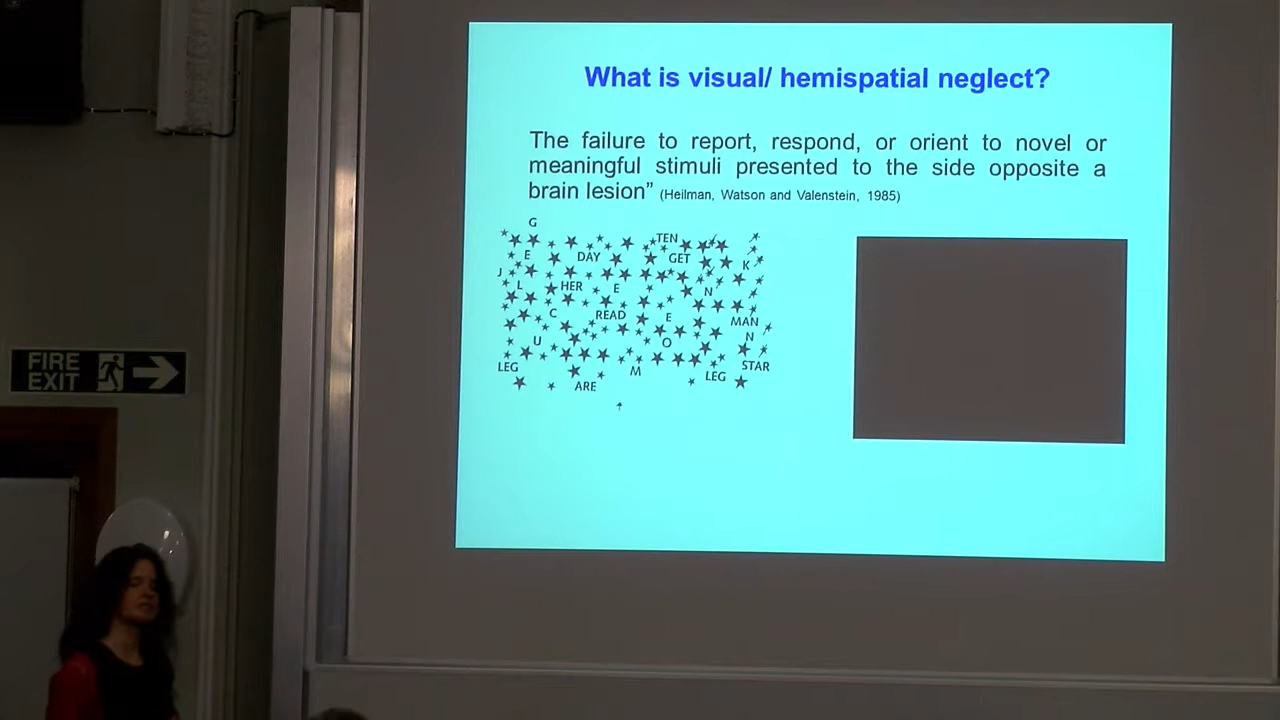 What is visual/ hemispatial neglect?
The failure to report, respond, or orient to novel or
meaningful stimuli presented to the side opposite a
brain lesion” (Heilman, Watson and Valenstein, 1985)
G
TEN
E DAY GET K
J
L HER E N
C READ E MAN
U O N
LEG M LEG STAR
ARE
FIRE
EXIT